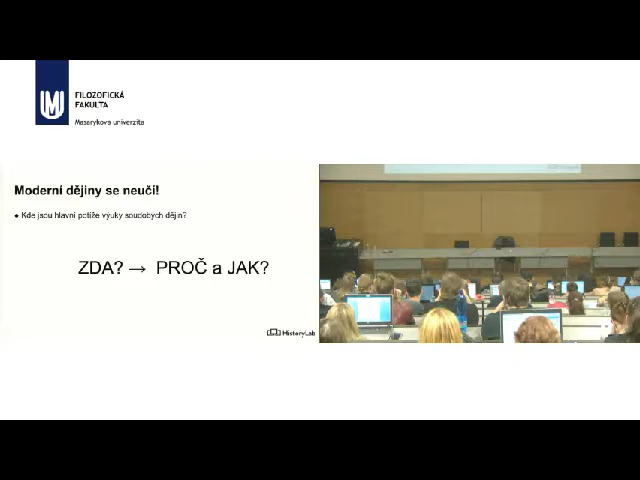 FILOZOFICKÁ
FAKULTA
Masarykova univerzita
Moderní dějiny se neučí!
● Kde jsou hlavní potíže výuky soudobých dějin?
ZDA? → PROČ a JAK?
HistoryLab